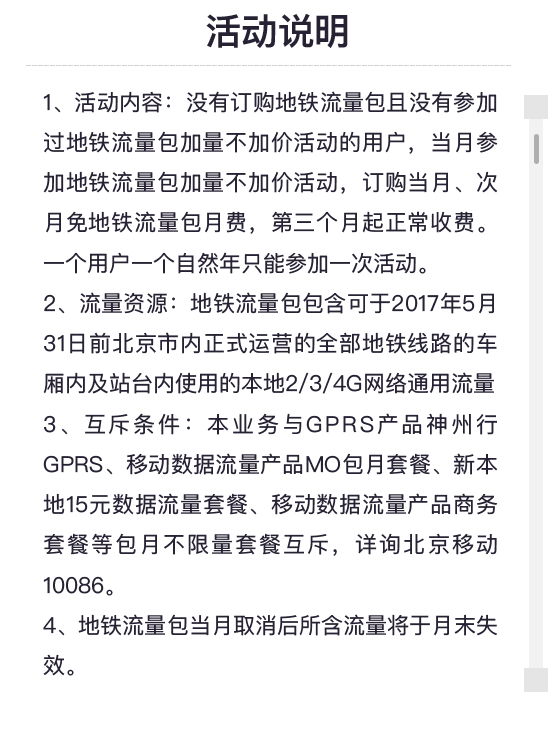 活动说明
1、活动内容：没有订购地铁流量包且没有参加
过地铁流量包加量不加价活动的用户，当月参
加地铁流量包加量不加价活动，订购当月、次
月免地铁流量包月费，第三个月起正常收费。
一个用户一个自然年只能参加一次活动。
2、流量资源：地铁流量包包含可于2017年5月
31日前北京市内正式运营的全部地铁线路的车
厢内及站台内使用的本地2/3/4G网络通用流量
3、互斥条件：本业务与GPRS产品神州行
GPRS、移动数据流量产品MO包月套餐、新本
地15元数据流量套餐、移动数据流量产品商务
套餐等包月不限量套餐互斥，详询北京移动
10086。
4、地铁流量包当月取消后所含流量将于月末失
效。